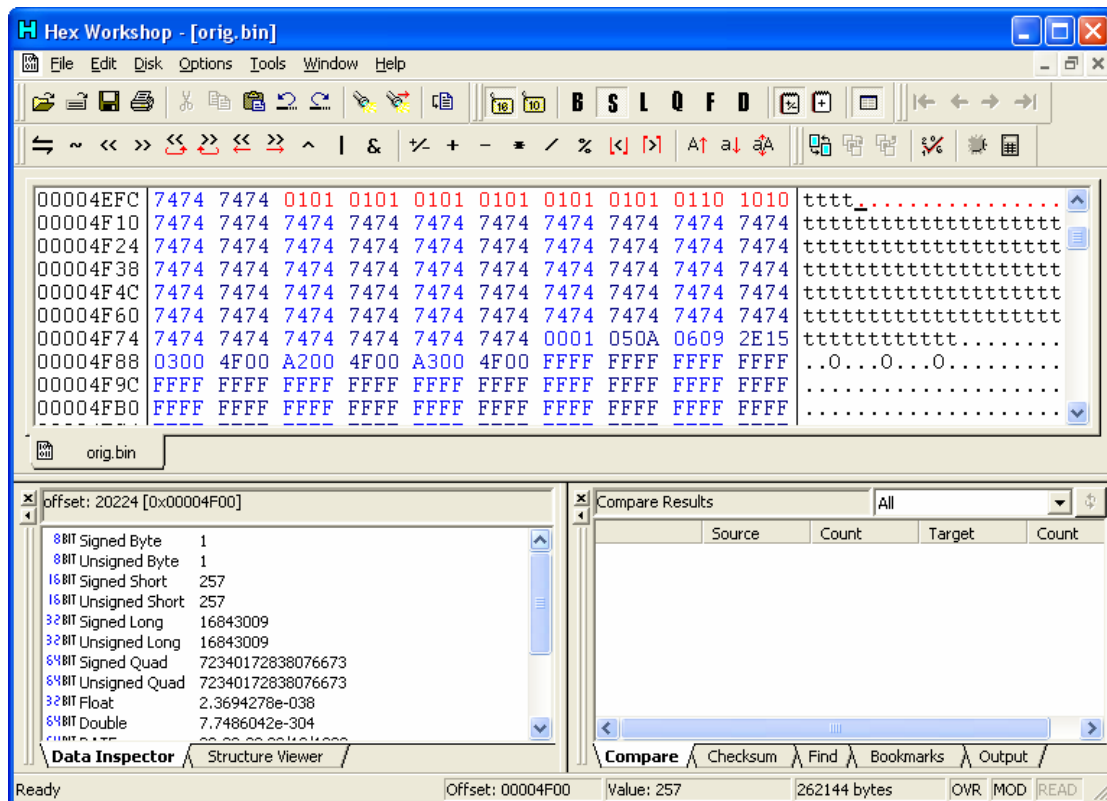 Hex Workshop - [orig.bin]
File Edit Disk Options Tools Window Help
16 10 B S L Q F D
~ << >> ^ | & +/- + - * / % A↑ a↓
00004EFC 7474 7474 0101 0101 0101 0101 0101 0101 0110 1010 tttt................
00004F10 7474 7474 7474 7474 7474 7474 7474 7474 7474 7474 tttttttttttttttttttt
00004F24 7474 7474 7474 7474 7474 7474 7474 7474 7474 7474 tttttttttttttttttttt
00004F38 7474 7474 7474 7474 7474 7474 7474 7474 7474 7474 tttttttttttttttttttt
00004F4C 7474 7474 7474 7474 7474 7474 7474 7474 7474 7474 tttttttttttttttttttt
00004F60 7474 7474 7474 7474 7474 7474 7474 7474 7474 7474 tttttttttttttttttttt
00004F74 7474 7474 7474 7474 7474 7474 0001 050A 0609 2E15 tttttttttttt........
00004F88 0300 4F00 A200 4F00 A300 4F00 FFFF FFFF FFFF FFFF ..O...O...O.........
00004F9C FFFF FFFF FFFF FFFF FFFF FFFF FFFF FFFF FFFF FFFF ....................
00004FB0 FFFF FFFF FFFF FFFF FFFF FFFF FFFF FFFF FFFF FFFF ....................
orig.bin
offset: 20224 [0x00004F00]
8BIT Signed Byte 1
8BIT Unsigned Byte 1
16BIT Signed Short 257
16BIT Unsigned Short 257
32BIT Signed Long 16843009
32BIT Unsigned Long 16843009
64BIT Signed Quad 72340172838076673
64BIT Unsigned Quad 72340172838076673
32BIT Float 2.3694278e-038
64BIT Double 7.7486042e-304
Data Inspector Structure Viewer
Compare Results All
Source Count Target Count
Compare Checksum Find Bookmarks Output
Ready Offset: 00004F00 Value: 257 262144 bytes OVR MOD READ